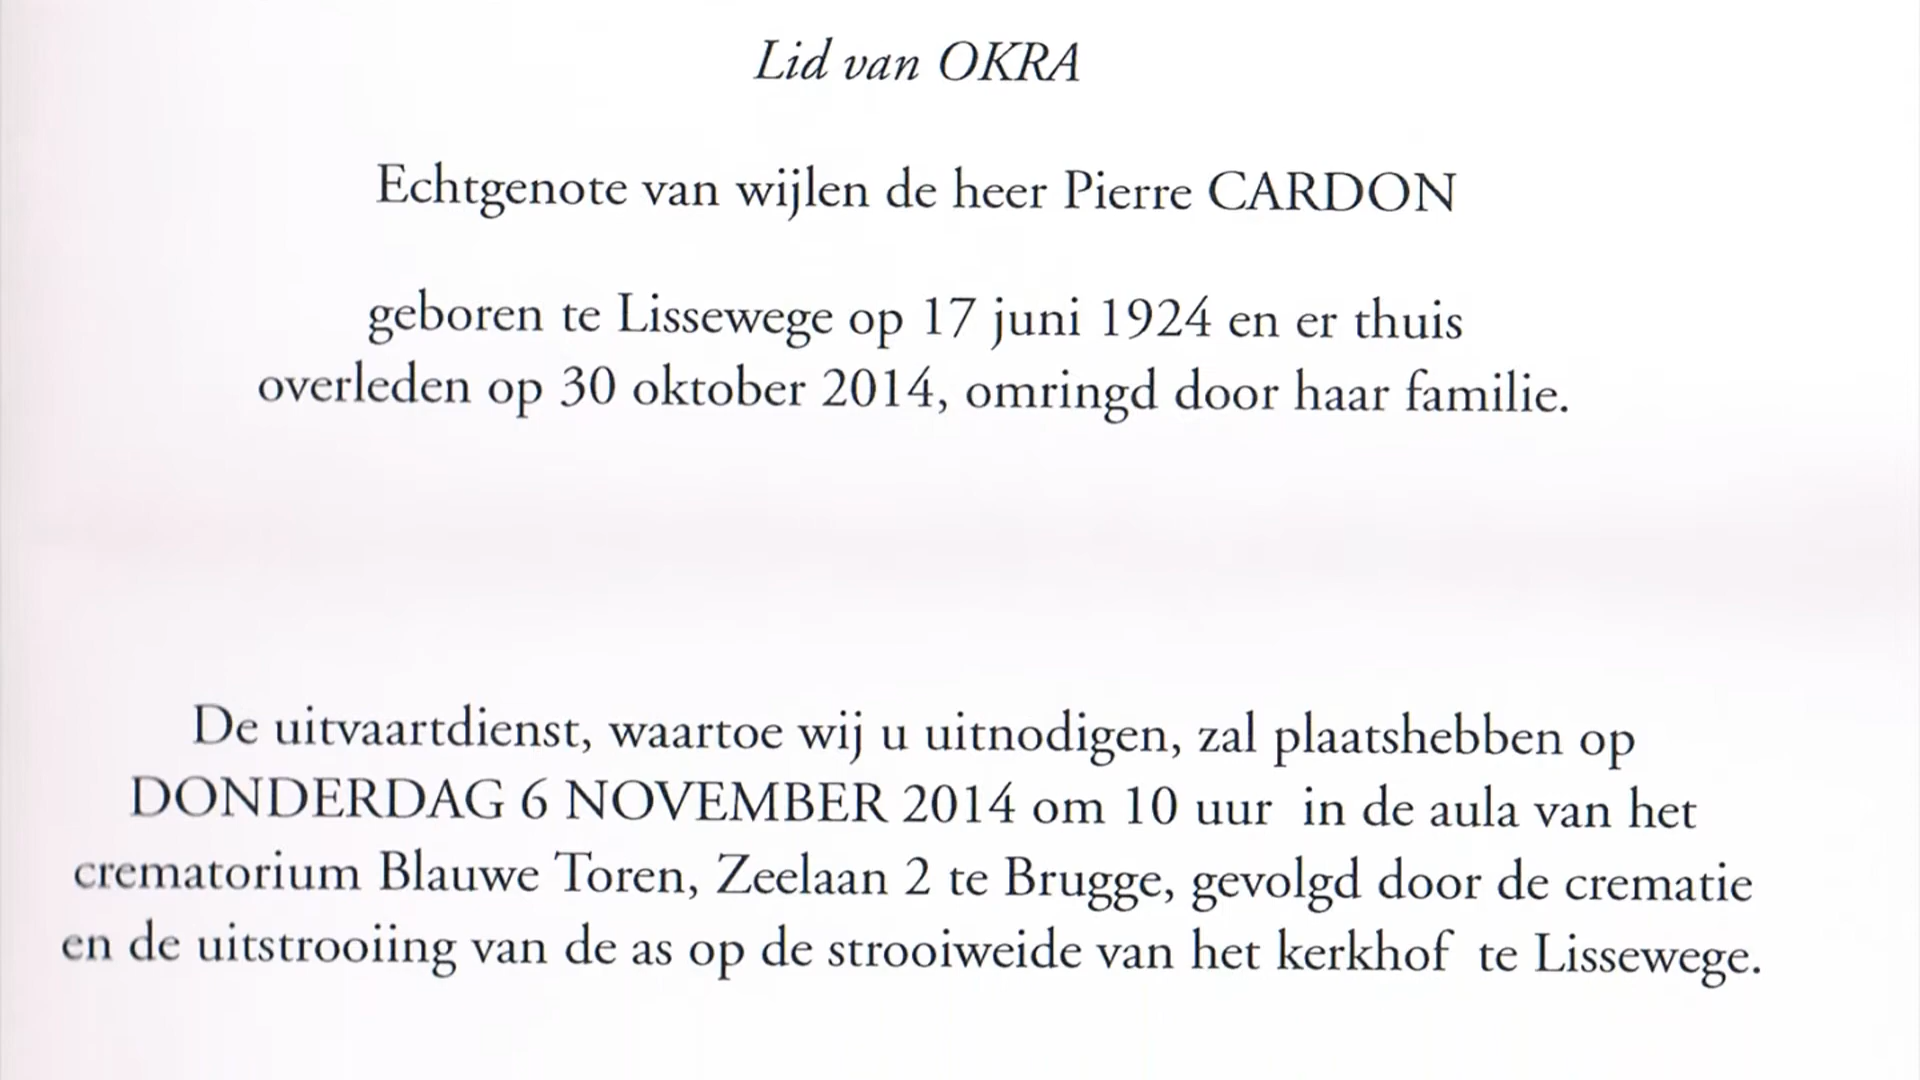 Lid van OKRA
Echtgenote van wijlen de heer Pierre CARDON
geboren te Lissewege op 17 juni 1924 en er thuis
overleden op 30 oktober 2014, omringd door haar familie.
De uitvaartdienst, waartoe wij u uitnodigen, zal plaatshebben op
DONDERDAG 6 NOVEMBER 2014 om 10 uur in de aula van het
crematorium Blauwe Toren, Zeelaan 2 te Brugge, gevolgd door de crematie
en de uitstrooiing van de as op de strooiweide van het kerkhof te Lissewege.